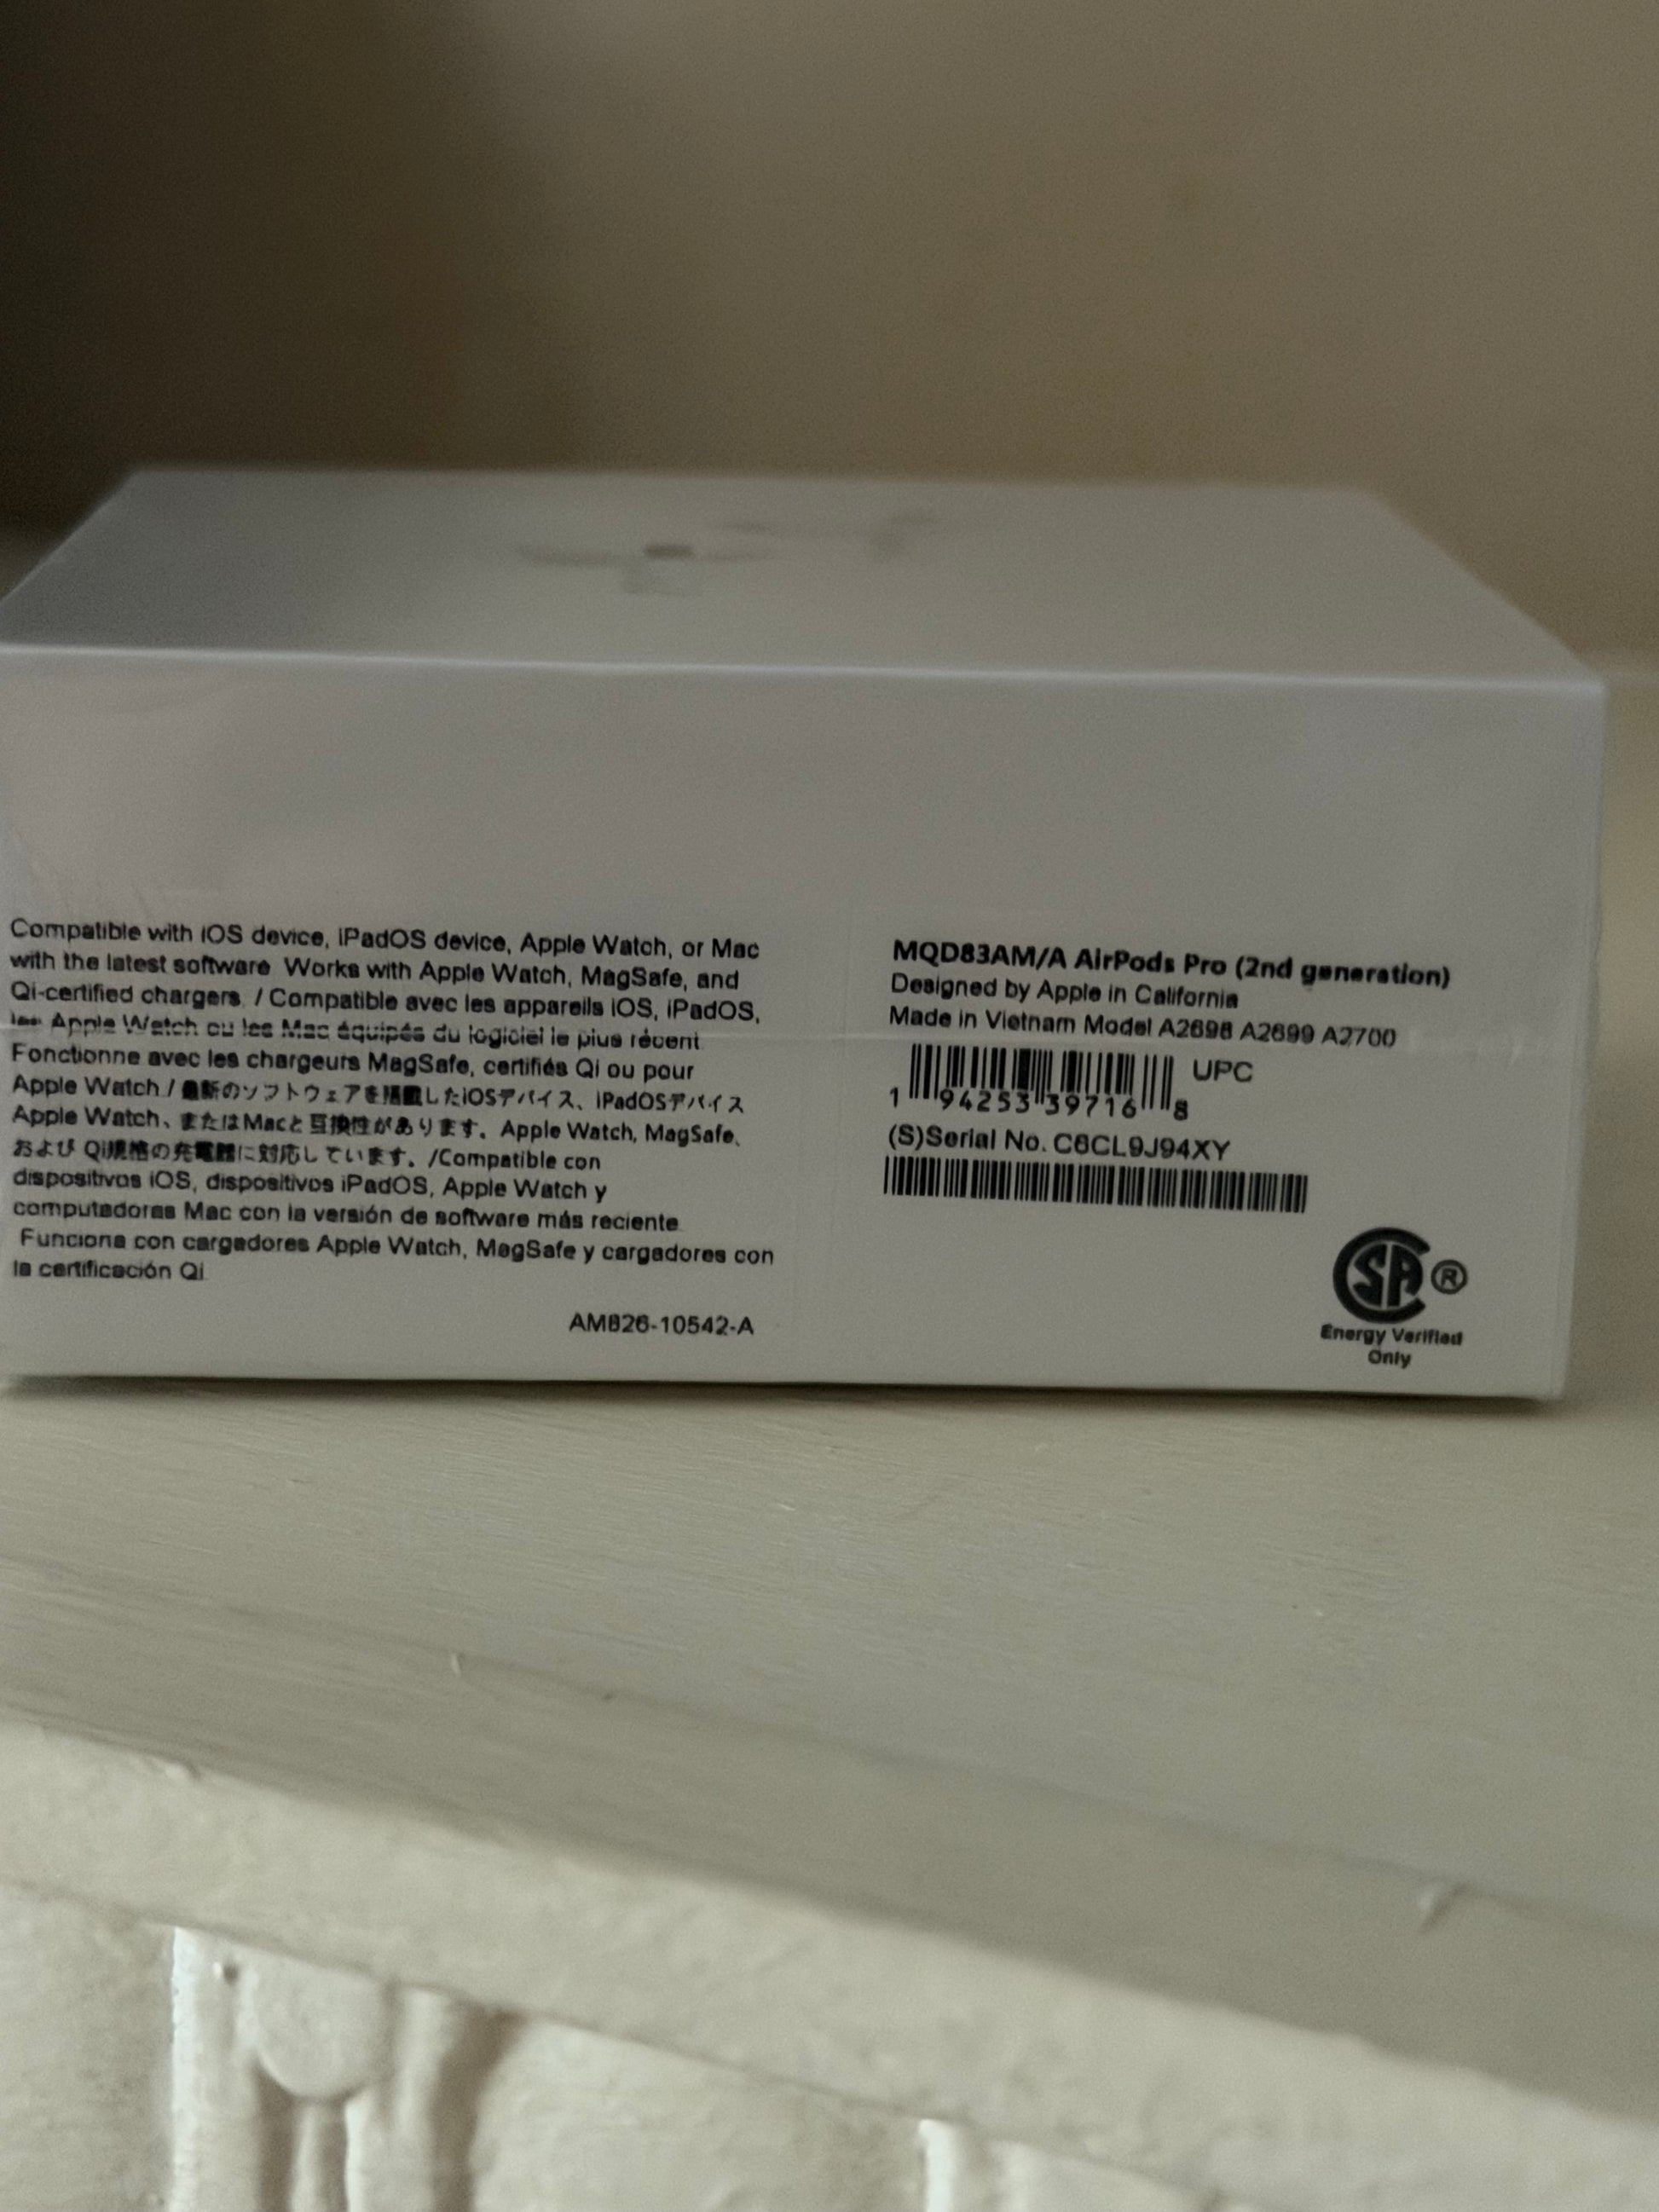 Compatible with iOS device, iPadOS device, Apple Watch, or Mac
with the latest software Works with Apple Watch, MagSafe, and
Qi-certified chargers. / Compatible avec les appareils iOS, iPadOS,
les Apple Watch ou les Mac équipés du logiciel le plus récent
Fonctionne avec les chargeurs MagSafe, certifiés Qi ou pour
Apple Watch / 最新のソフトウェアを搭載したiOSデバイス、iPadOSデバイス
Apple Watch、またはMacと互換性があります。Apple Watch, MagSafe、
および Qi規格の充電器に対応しています。/Compatible con
dispositivos iOS, dispositivos iPadOS, Apple Watch y
computadoras Mac con la versión de software más reciente
Funciona con cargadores Apple Watch, MagSafe y cargadores con
la certificación Qi
AM826-10542-A
MQD83AM/A AirPods Pro (2nd generation)
Designed by Apple in California
Made in Vietnam Model A2698 A2699 A2700
UPC
1 94253 39716 8
(S)Serial No. C6CL9J94XY
CSA ®
Energy Verified
Only